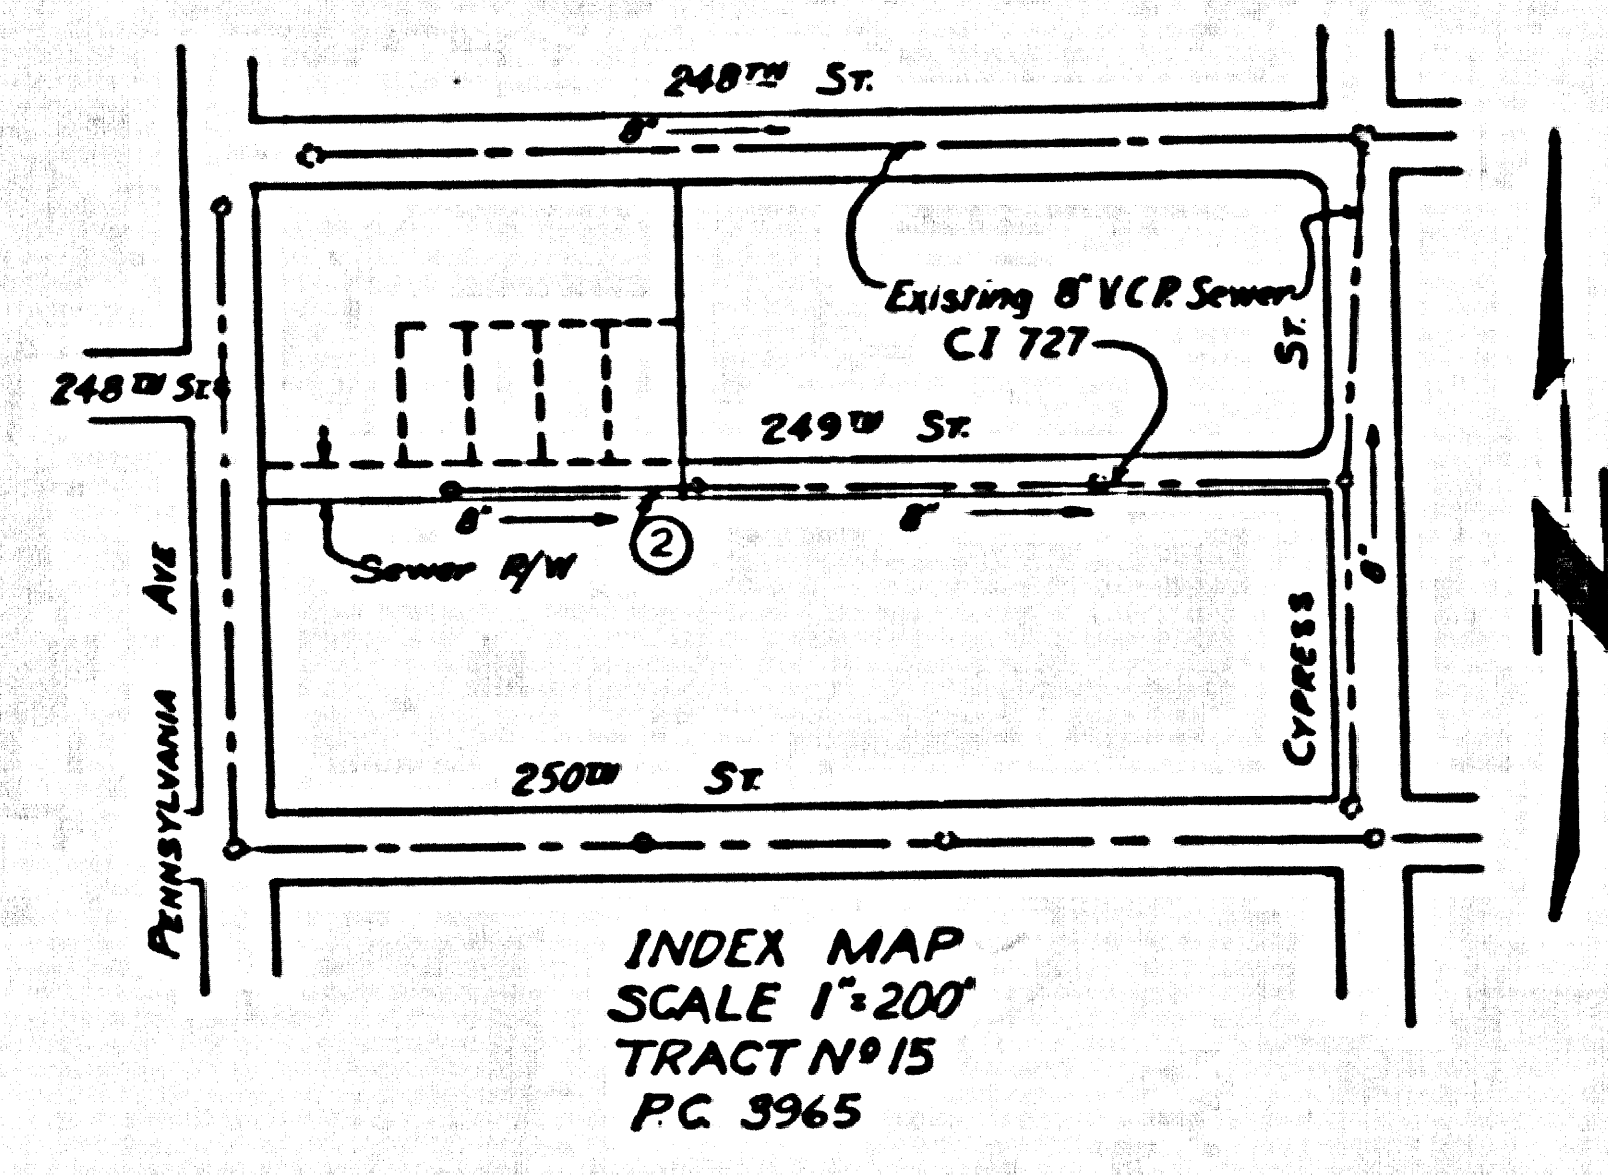 248TH ST.
8"
Existing 8" V.C.P. Sewer
C.I 727
248TH ST.
249TH ST.
8"
8"
2
Sewer R/W
8"
CYPRESS ST.
PENNSYLVANIA AVE
250TH ST.
N
INDEX MAP
SCALE 1"=200"
TRACT Nº 15
P.C. 3965